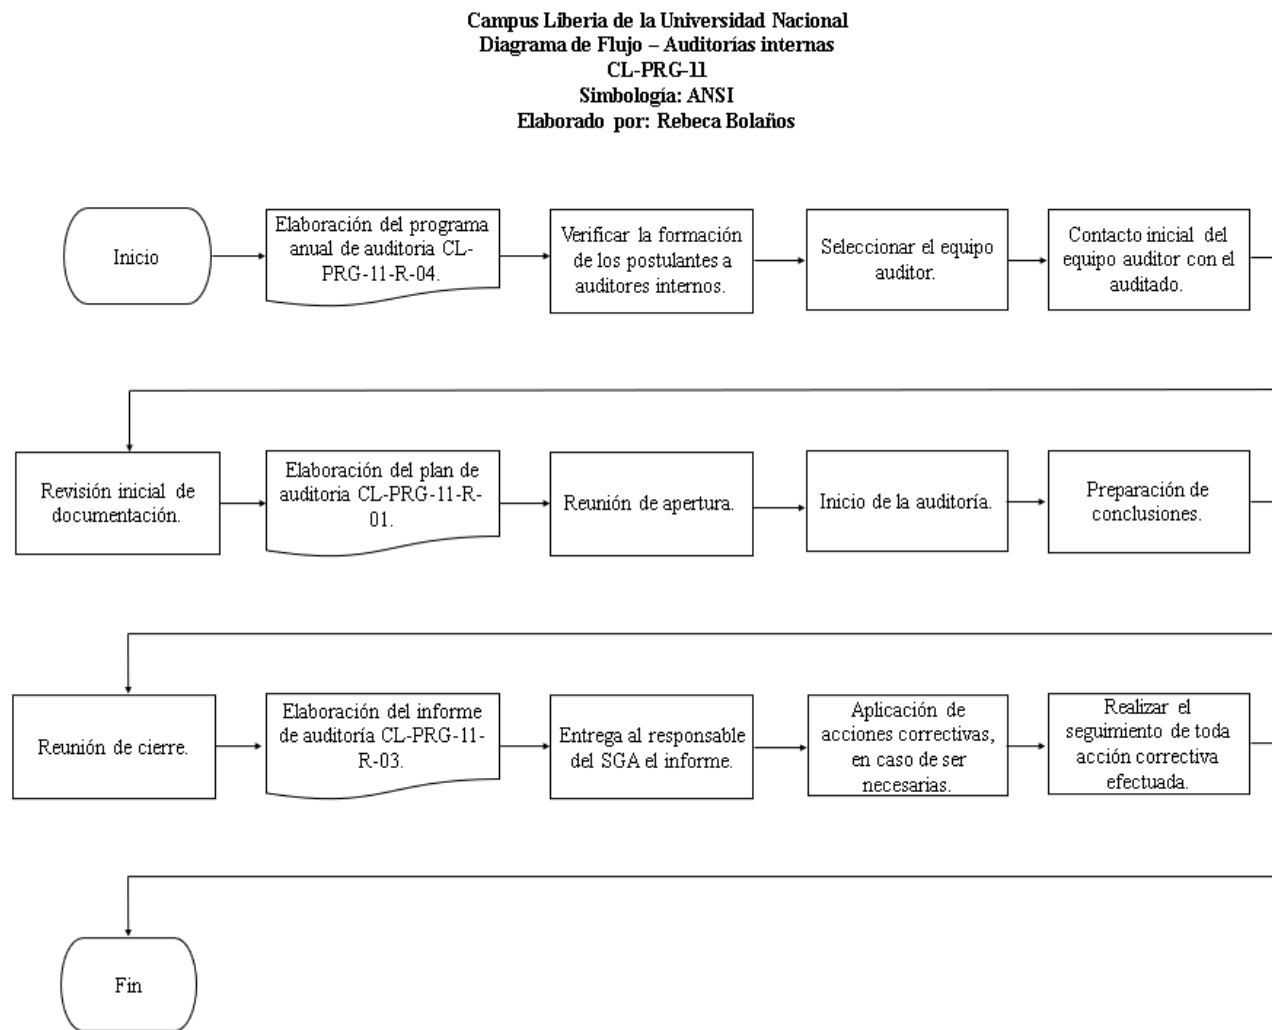 Campus Liberia de la Universidad Nacional
Diagrama de Flujo – Auditorías internas
CL-PRG-11
Simbología: ANSI
Elaborado por: Rebeca Bolaños
Inicio
Elaboración del programa
anual de auditoria CL-
PRG-11-R-04.
Verificar la formación
de los postulantes a
auditores internos.
Seleccionar el equipo
auditor.
Contacto inicial del
equipo auditor con el
auditado.
Revisión inicial de
documentación.
Elaboración del plan de
auditoria CL-PRG-11-R-
01.
Reunión de apertura.
Inicio de la auditoría.
Preparación de
conclusiones.
Reunión de cierre.
Elaboración del informe
de auditoría CL-PRG-11-
R-03.
Entrega al responsable
del SGA el informe.
Aplicación de
acciones correctivas,
en caso de ser
necesarias.
Realizar el
seguimiento de toda
acción correctiva
efectuada.
Fin